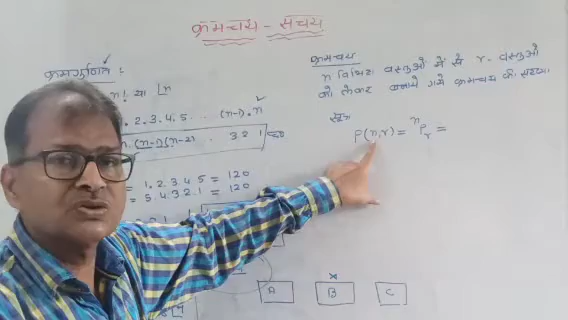 क्रमचय - संचय
क्रमगुणित :
n! या ⌊n
1. 2. 3. 4. 5. ... (n-1). n
(n-1)(n-2). . 3 2 1
= 1. 2. 3. 4. 5 = 120
= 5. 4. 3. 2. 1 = 120
क्रमचय
n विभिन्न वस्तुओं में से r- वस्तुओं
को लेकर बनाये गये क्रमचय की संख्या
सूत्र
P(n,r) = ⁿPᵣ =
A B C